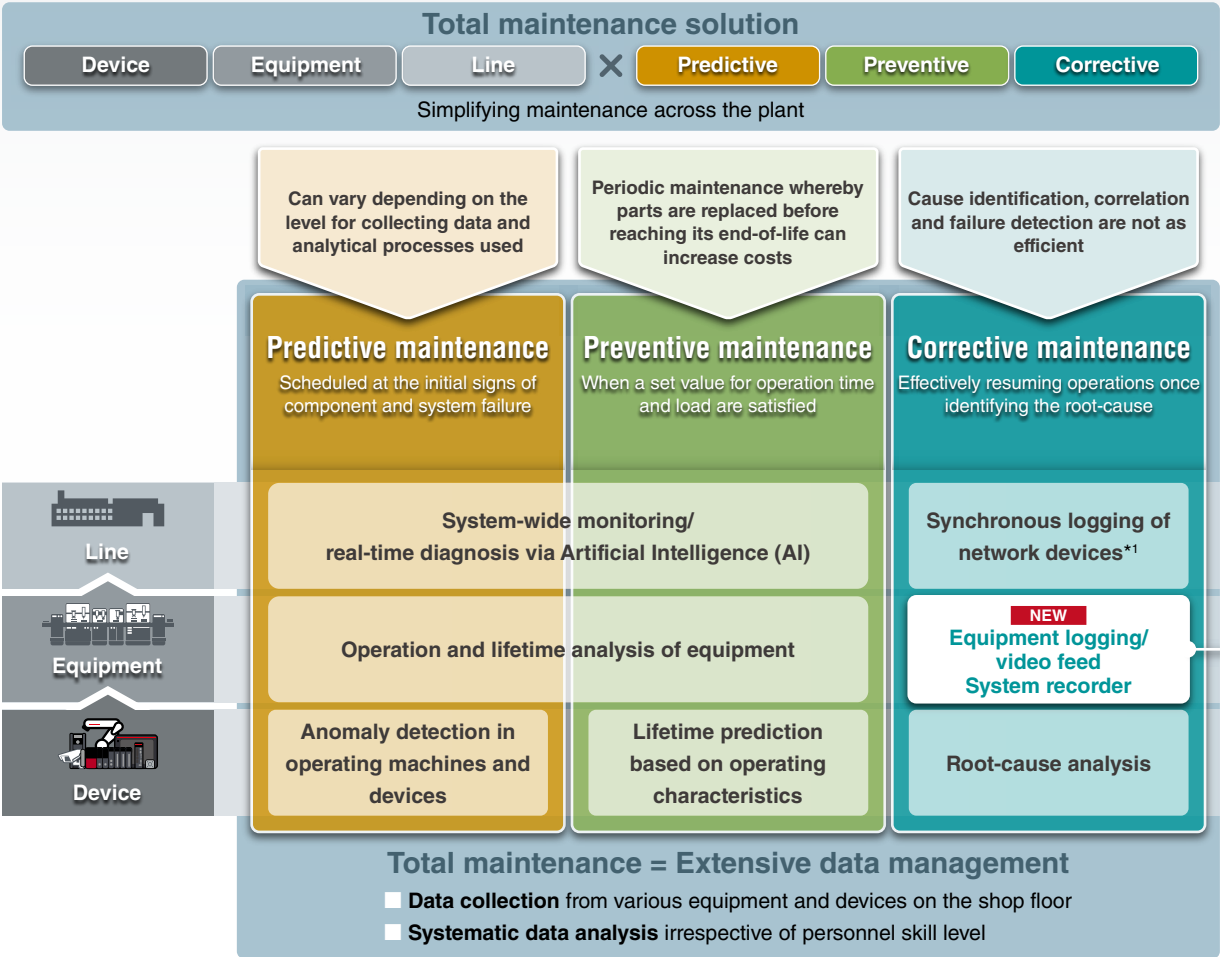 Total maintenance solution
Device Equipment Line × Predictive Preventive Corrective
Simplifying maintenance across the plant
Can vary depending on the
level for collecting data and
analytical processes used
Periodic maintenance whereby
parts are replaced before
reaching its end-of-life can
increase costs
Cause identification, correlation
and failure detection are not as
efficient
Predictive maintenance
Scheduled at the initial signs of
component and system failure
Preventive maintenance
When a set value for operation time
and load are satisfied
Corrective maintenance
Effectively resuming operations once
identifying the root-cause
Line
System-wide monitoring/
real-time diagnosis via Artificial Intelligence (AI)
Synchronous logging of
network devices*1
Equipment
Operation and lifetime analysis of equipment
NEW
Equipment logging/
video feed
System recorder
Device
Anomaly detection in
operating machines and
devices
Lifetime prediction
based on operating
characteristics
Root-cause analysis
Total maintenance = Extensive data management
Data collection from various equipment and devices on the shop floor
Systematic data analysis irrespective of personnel skill level